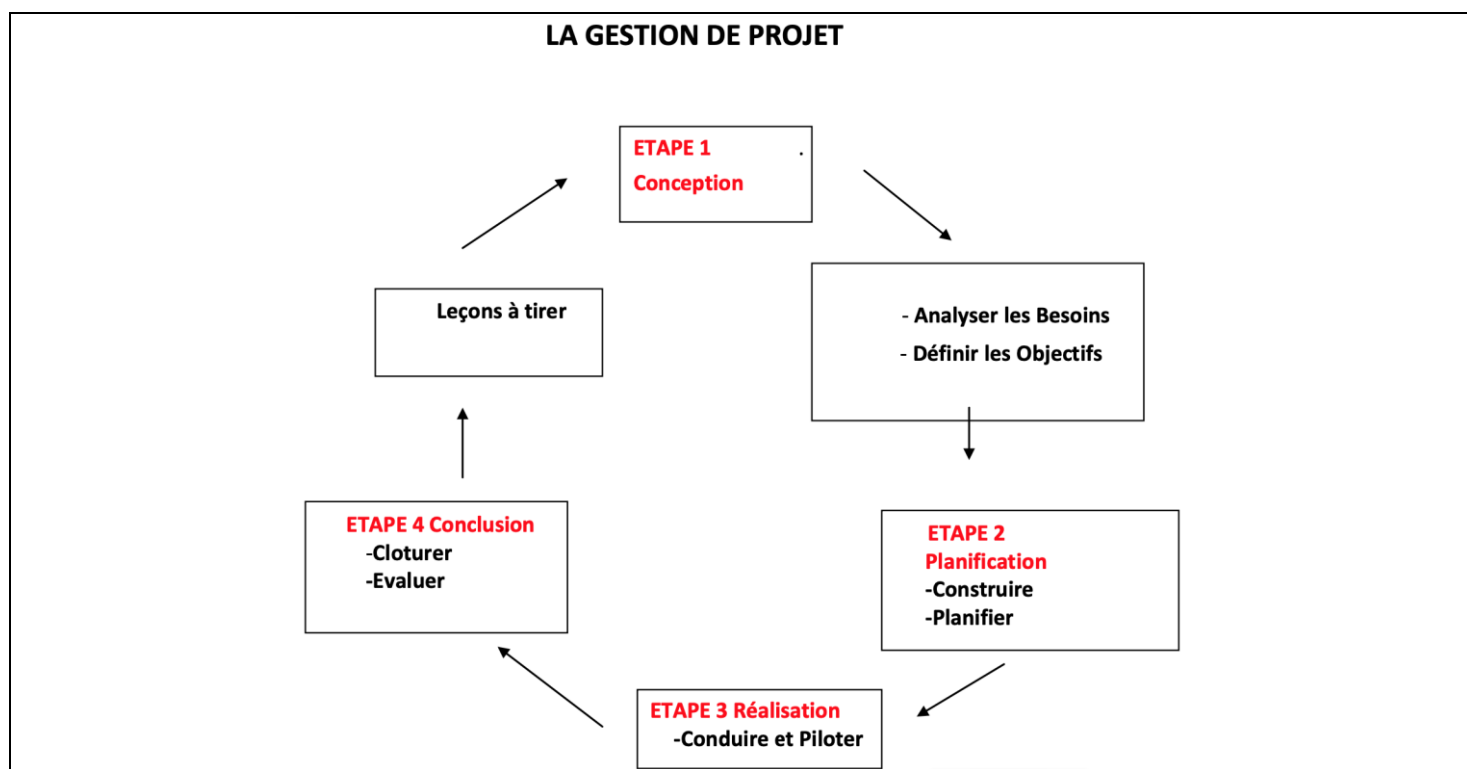 LA GESTION DE PROJET
ETAPE 1 .
Conception
- Analyser les Besoins
- Définir les Objectifs
ETAPE 2
Planification
-Construire
-Planifier
ETAPE 3 Réalisation
-Conduire et Piloter
ETAPE 4 Conclusion
-Cloturer
-Evaluer
Leçons à tirer